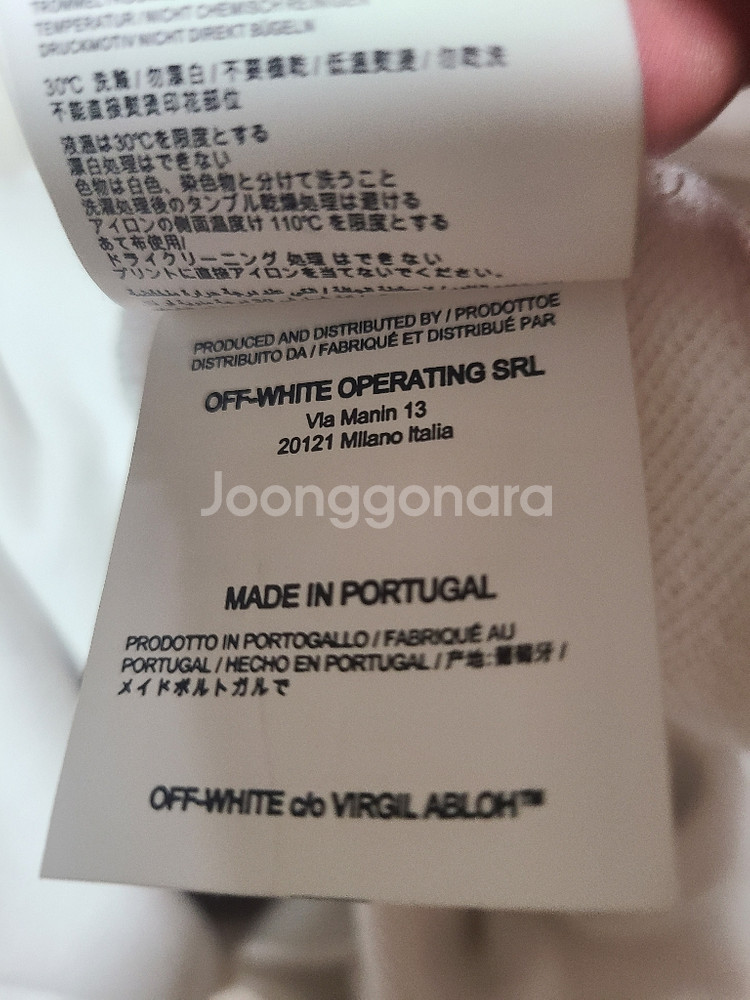 TEMPERATUR / NICHT CHEMISCH REINIGEN
DRUCKMOTIV NICHT DIREKT BÜGELN
30℃ 洗滌 / 勿漂白 / 不要機乾 / 低溫熨燙 / 勿乾洗
不能直接熨燙印花部位
液温は30℃を限度とする
漂白処理はできない
色物は白色、染色物と分けて洗うこと
洗濯処理後のタンブル乾燥処理は避ける
アイロンの側面温度け 110℃ を限度とする
あて布使用/
ドライクリーニング 処理 はできない
プリントに直接アイロンを当てないでください。
PRODUCED AND DISTRIBUTED BY / PRODOTTOE
DISTRIBUITO DA / FABRIQUÉ ET DISTRIBUÉ PAR
OFF-WHITE OPERATING SRL
Via Manin 13
20121 Milano Italia
Joonggonara
MADE IN PORTUGAL
PRODOTTO IN PORTOGALLO / FABRIQUÉ AU
PORTUGAL / HECHO EN PORTUGAL / 产地:葡萄牙 /
メイドポルトガルで
OFF-WHITE c/o VIRGIL ABLOH™